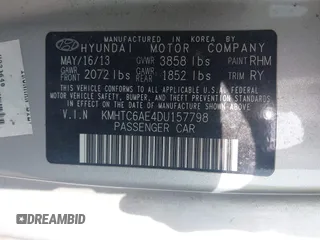 MANUFACTURED IN KOREA BY
HYUNDAI MOTOR COMPANY
MAY/16/13 GVWR 3858 lbs PAINT RHM
GAWR FRONT 2072 lbs GAWR REAR 1852 lbs TRIM RY
THIS VEHICLE CONFORMS TO ALL APPLICABLE U.S. FEDERAL MOTOR
VEHICLE SAFETY, BUMPER, AND THEFT PREVENTION STANDARDS
IN EFFECT ON THE DATE OF MANUFACTURE SHOWN ABOVE.
V.I.N KMHTC6AE4DU157798
PASSENGER CAR
© DREAMBID